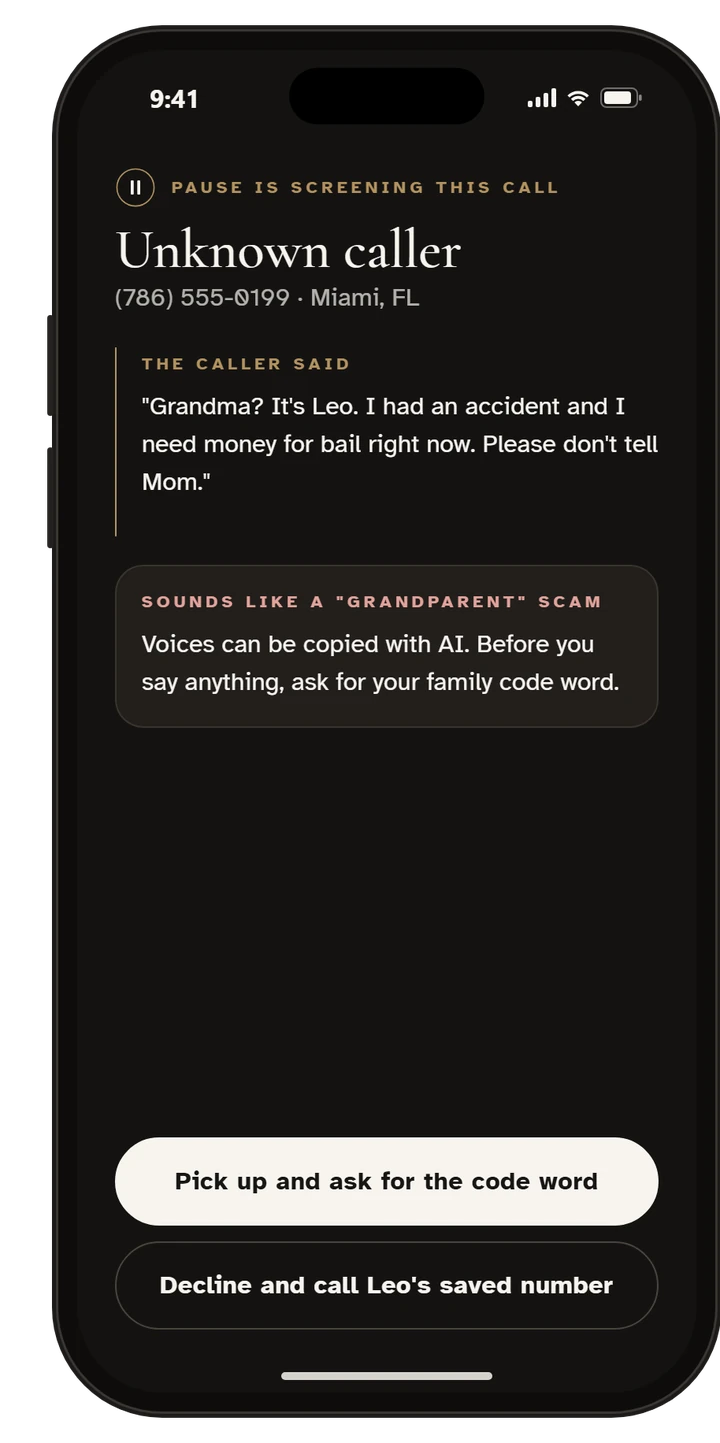 9:41
PAUSE IS SCREENING THIS CALL
Unknown caller
(786) 555-0199 · Miami, FL
THE CALLER SAID
"Grandma? It's Leo. I had an accident and I
need money for bail right now. Please don't tell
Mom."
SOUNDS LIKE A "GRANDPARENT" SCAM
Voices can be copied with AI. Before you
say anything, ask for your family code word.
Pick up and ask for the code word
Decline and call Leo's saved number